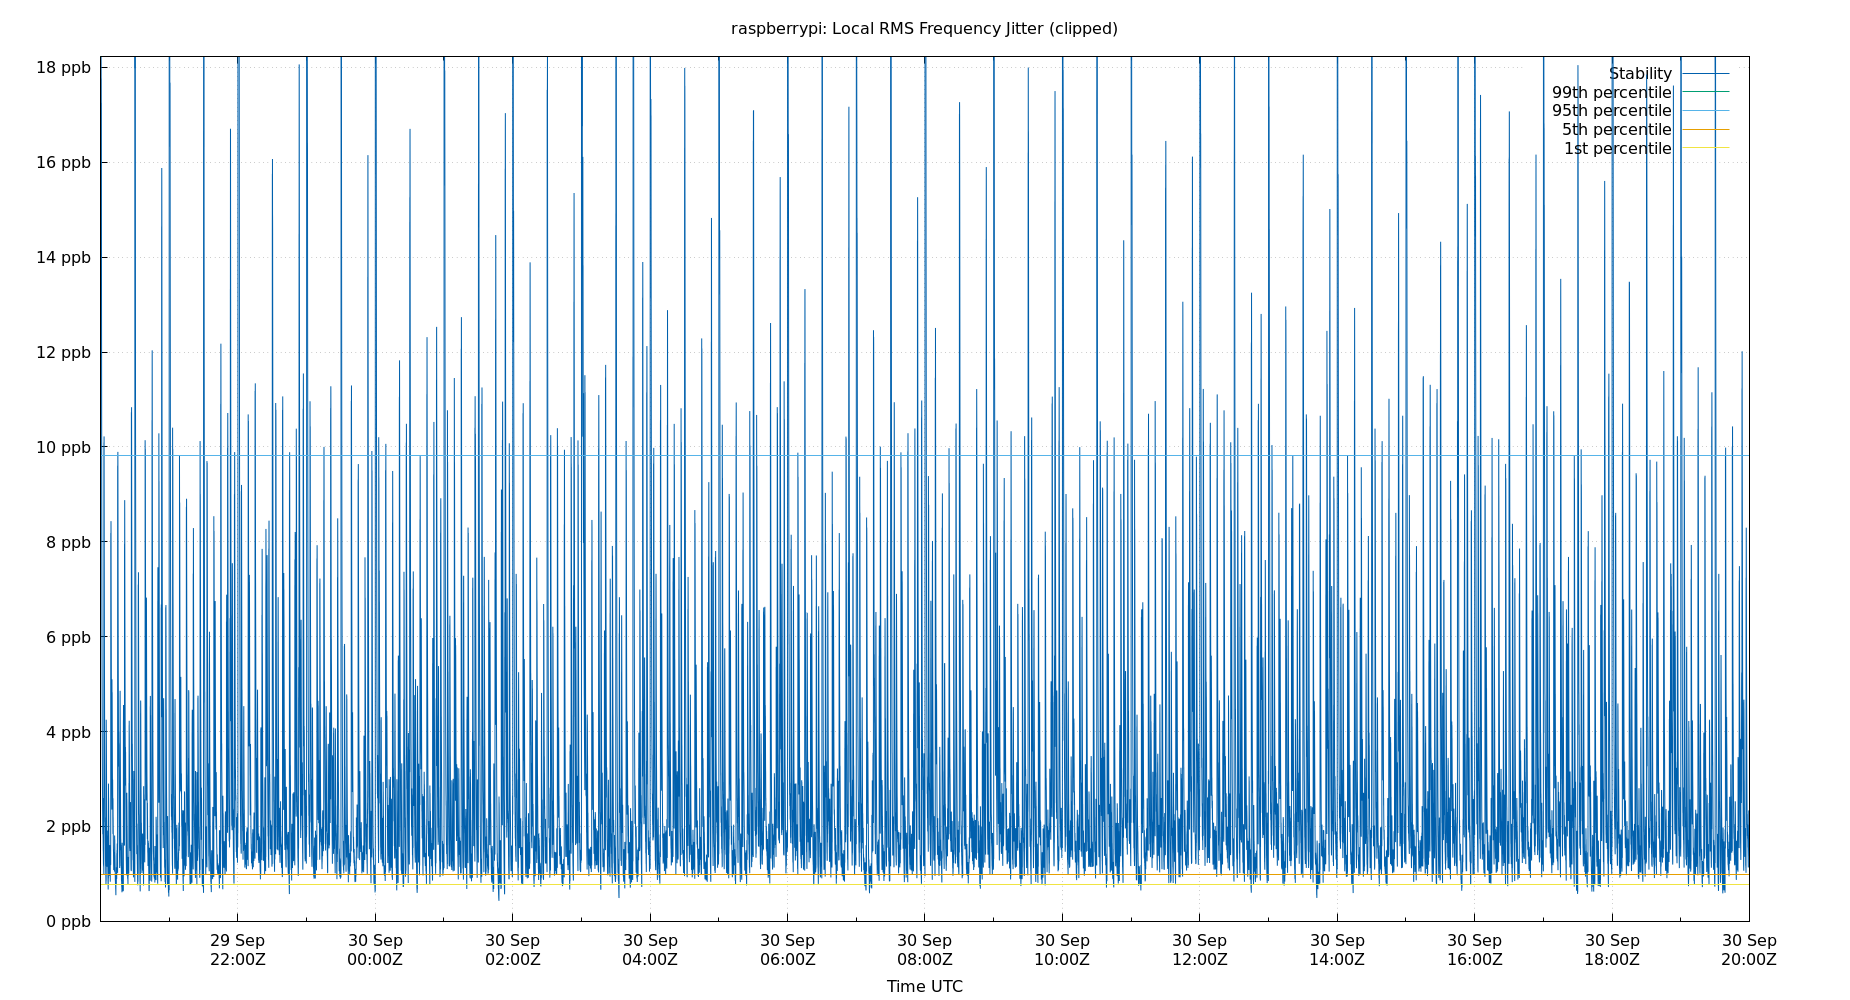 raspberrypi: Local RMS Frequency Jitter (clipped)
18 ppb
16 ppb
14 ppb
12 ppb
10 ppb
8 ppb
6 ppb
4 ppb
2 ppb
0 ppb
Stability
99th percentile
95th percentile
5th percentile
1st percentile
29 Sep 30 Sep 30 Sep 30 Sep 30 Sep 30 Sep 30 Sep 30 Sep 30 Sep 30 Sep 30 Sep 30 Sep
22:00Z 00:00Z 02:00Z 04:00Z 06:00Z 08:00Z 10:00Z 12:00Z 14:00Z 16:00Z 18:00Z 20:00Z
Time UTC